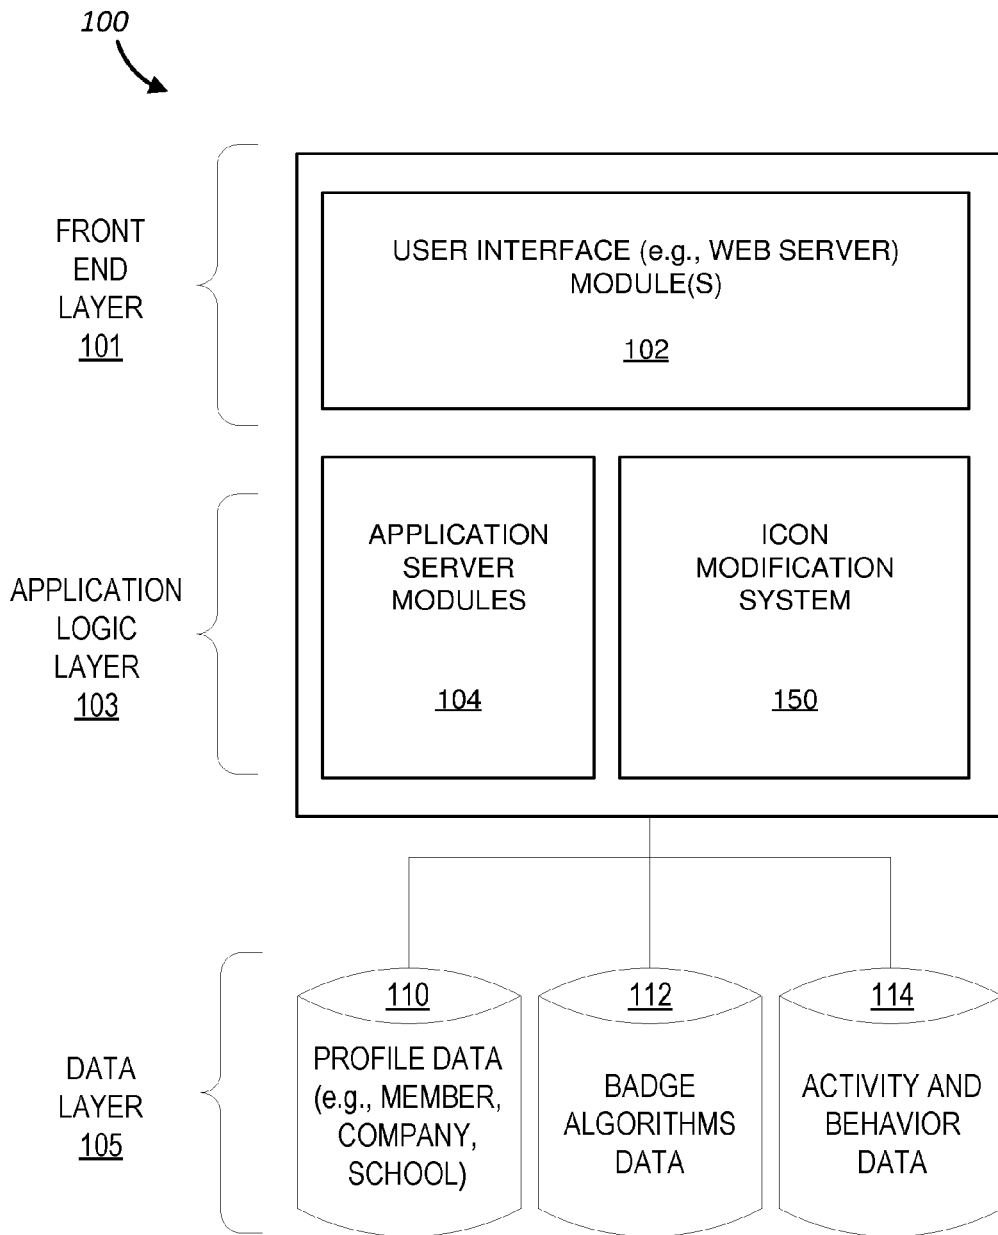 100
FRONT
END
LAYER
101
USER INTERFACE (e.g., WEB SERVER)
MODULE(S)
102
APPLICATION
LOGIC
LAYER
103
APPLICATION
SERVER
MODULES
104
ICON
MODIFICATION
SYSTEM
150
DATA
LAYER
105
110
PROFILE DATA
(e.g., MEMBER,
COMPANY,
SCHOOL)
112
BADGE
ALGORITHMS
DATA
114
ACTIVITY AND
BEHAVIOR
DATA